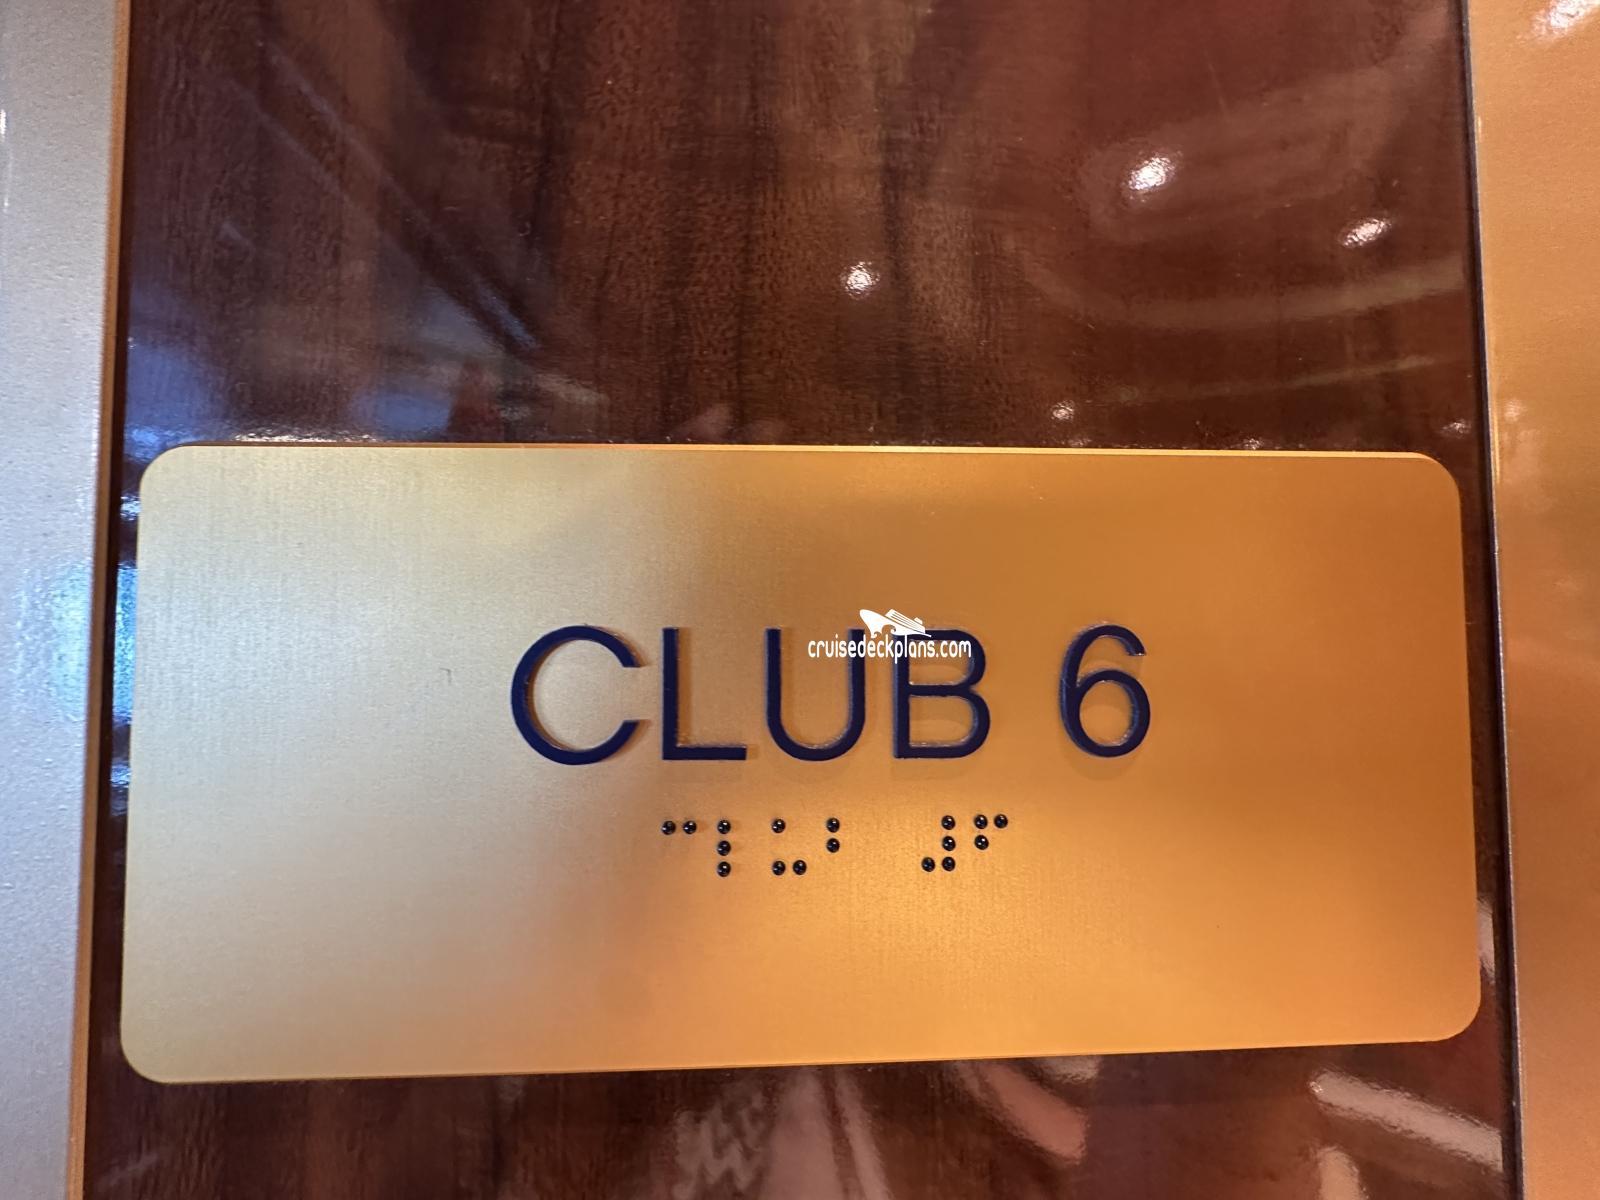 CLUB 6
cruisedeckplans.com
⠉⠇⠥⠃ ⠼⠋